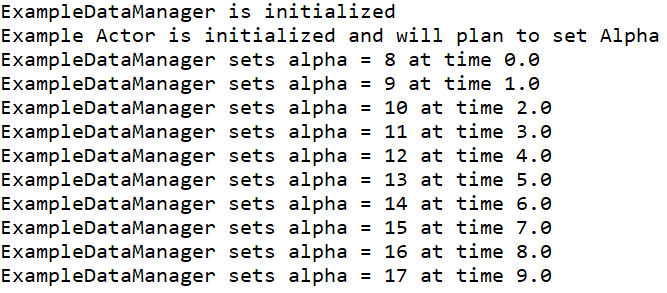 ExampleDataManager is initialized
Example Actor is initialized and will plan to set Alpha
ExampleDataManager sets alpha = 8 at time 0.0
ExampleDataManager sets alpha = 9 at time 1.0
ExampleDataManager sets alpha = 10 at time 2.0
ExampleDataManager sets alpha = 11 at time 3.0
ExampleDataManager sets alpha = 12 at time 4.0
ExampleDataManager sets alpha = 13 at time 5.0
ExampleDataManager sets alpha = 14 at time 6.0
ExampleDataManager sets alpha = 15 at time 7.0
ExampleDataManager sets alpha = 16 at time 8.0
ExampleDataManager sets alpha = 17 at time 9.0